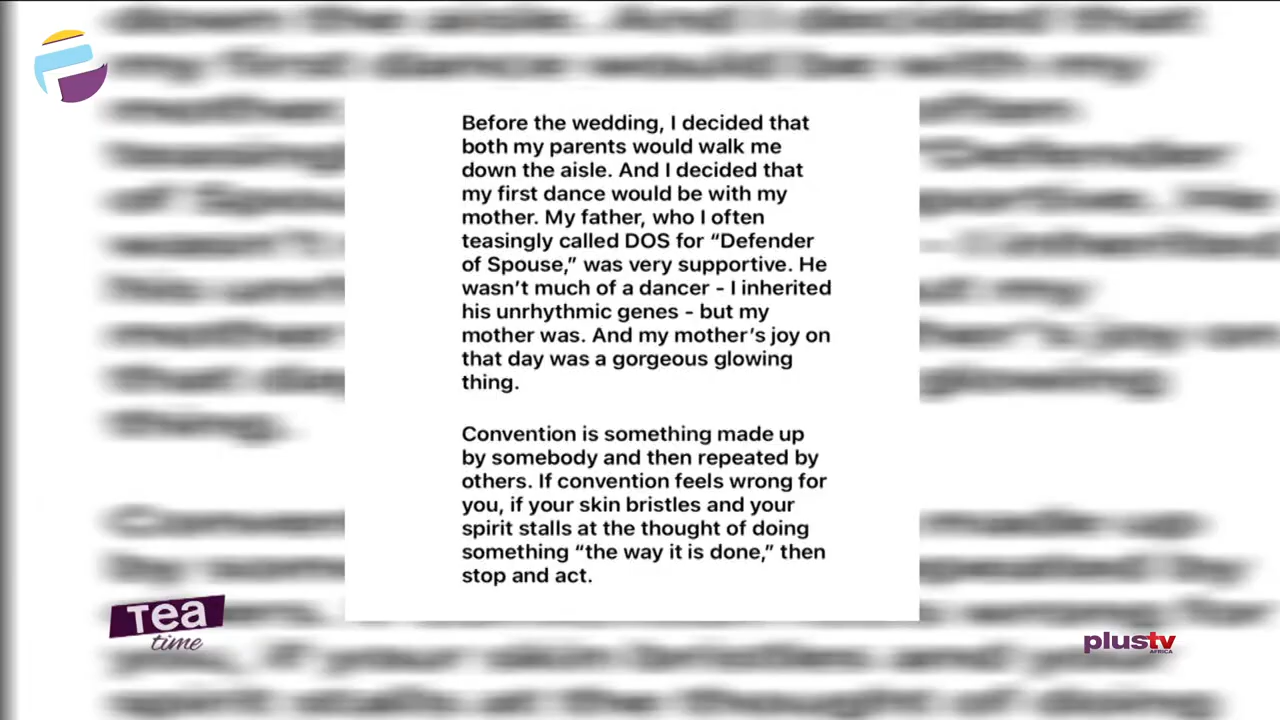 Before the wedding, I decided that
both my parents would walk me
down the aisle. And I decided that
my first dance would be with my
mother. My father, who I often
teasingly called DOS for “Defender
of Spouse,” was very supportive. He
wasn’t much of a dancer - I inherited
his unrhythmic genes - but my
mother was. And my mother’s joy on
that day was a gorgeous glowing
thing.
Convention is something made up
by somebody and then repeated by
others. If convention feels wrong for
you, if your skin bristles and your
spirit stalls at the thought of doing
something “the way it is done,” then
stop and act.
Tea
time
plustv
AFRICA